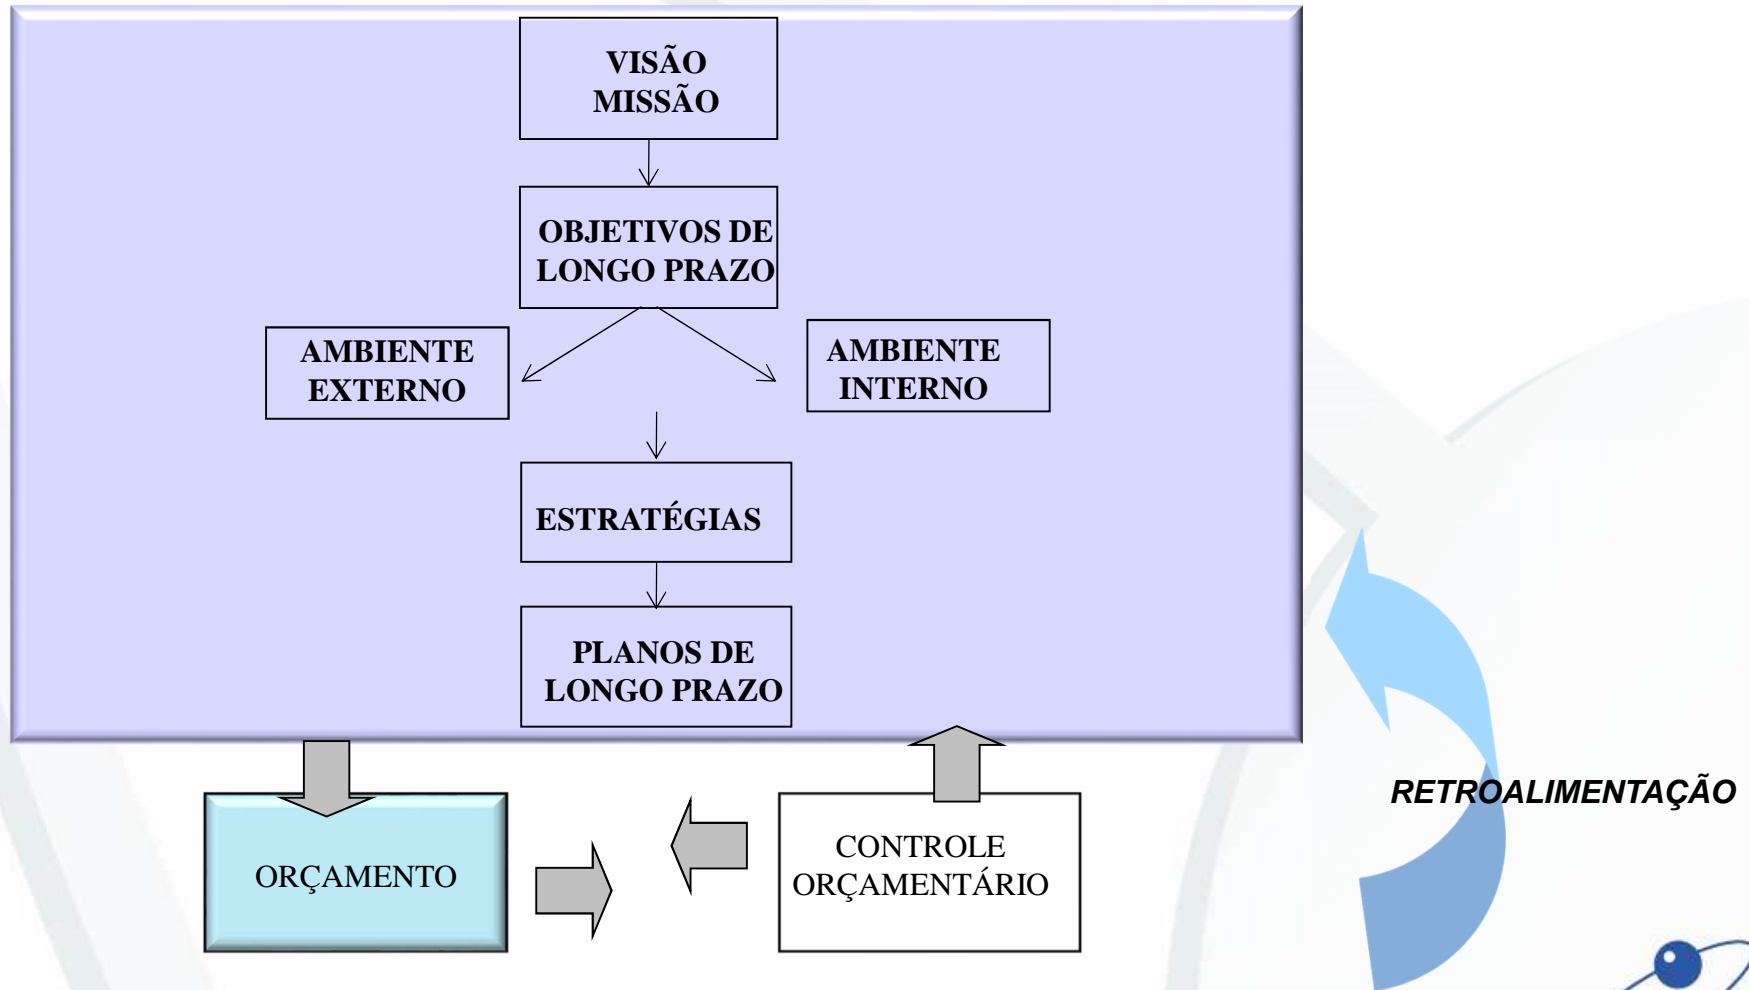 VISÃO
MISSÃO
OBJETIVOS DE
LONGO PRAZO
AMBIENTE
EXTERNO
AMBIENTE
INTERNO
ESTRATÉGIAS
PLANOS DE
LONGO PRAZO
ORÇAMENTO
CONTROLE
ORÇAMENTÁRIO
RETROALIMENTAÇÃO